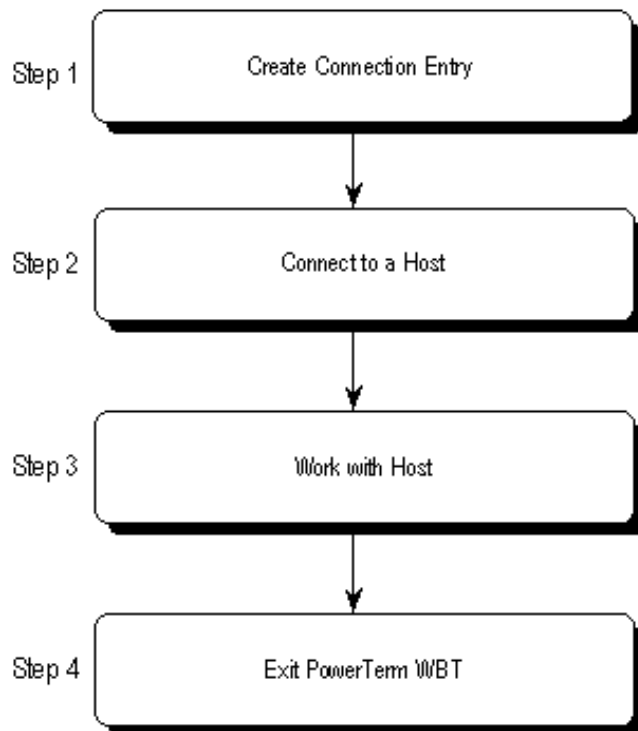 Step 1
Create Connection Entry
Step 2
Connect to a Host
Step 3
Work with Host
Step 4
Exit PowerTerm WBT